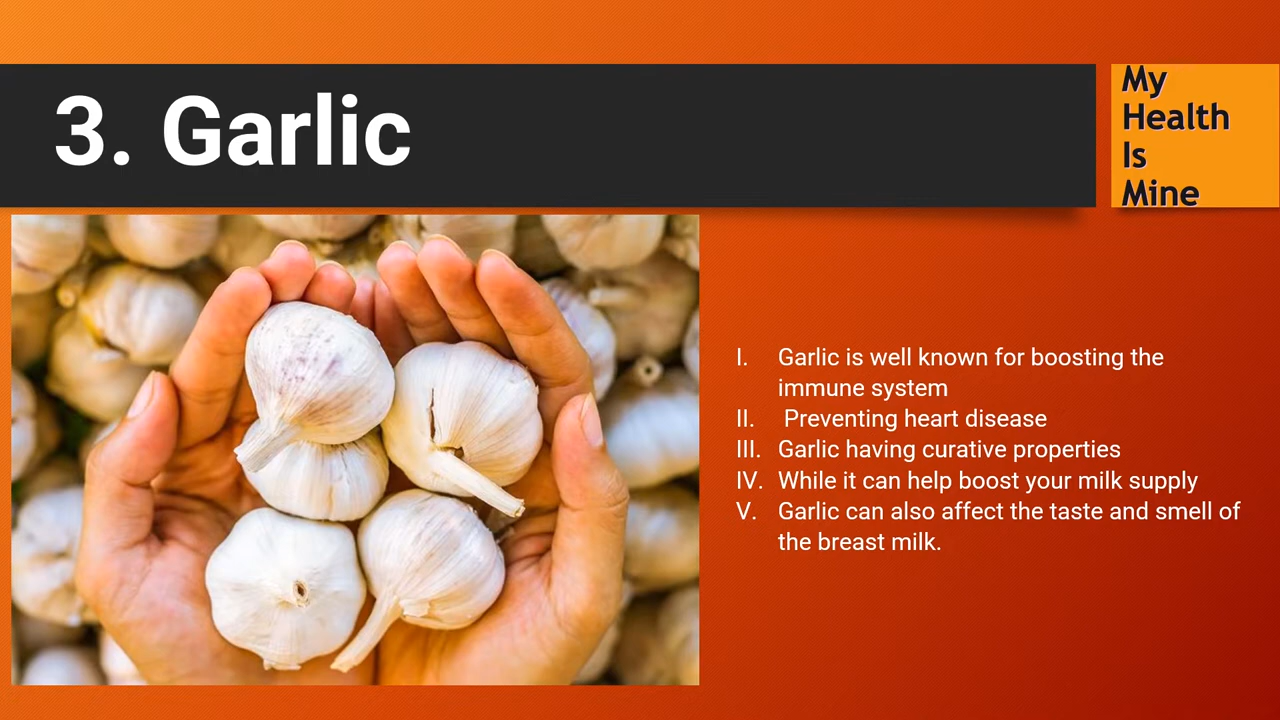 3. Garlic
My
Health
Is
Mine
I. Garlic is well known for boosting the
immune system
II. Preventing heart disease
III. Garlic having curative properties
IV. While it can help boost your milk supply
V. Garlic can also affect the taste and smell of
the breast milk.